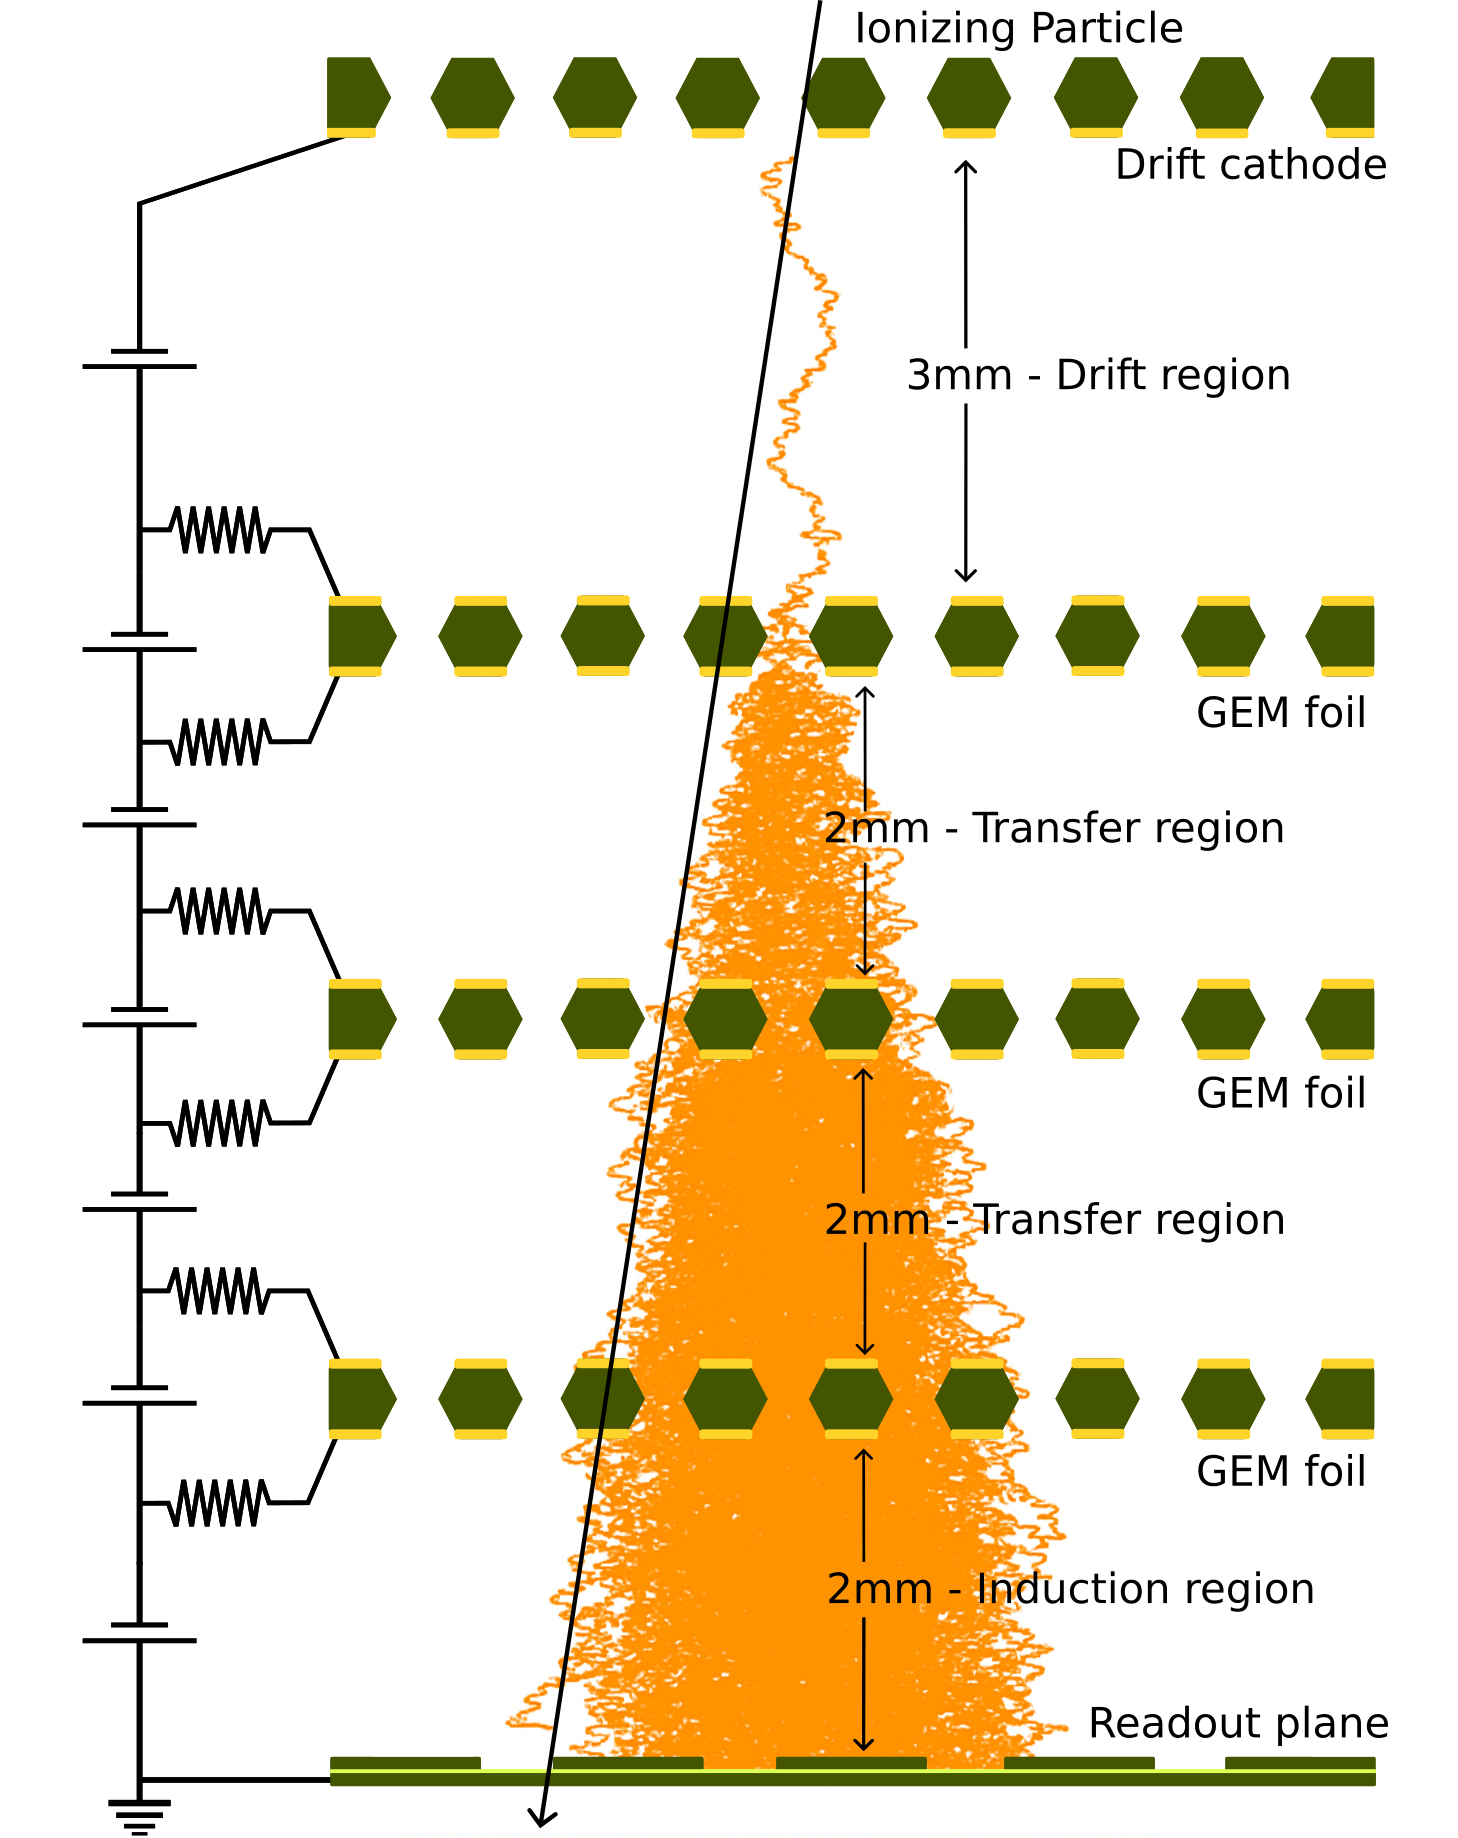 Ionizing Particle
Drift cathode
3mm - Drift region
GEM foil
2mm - Transfer region
GEM foil
2mm - Transfer region
GEM foil
2mm - Induction region
Readout plane